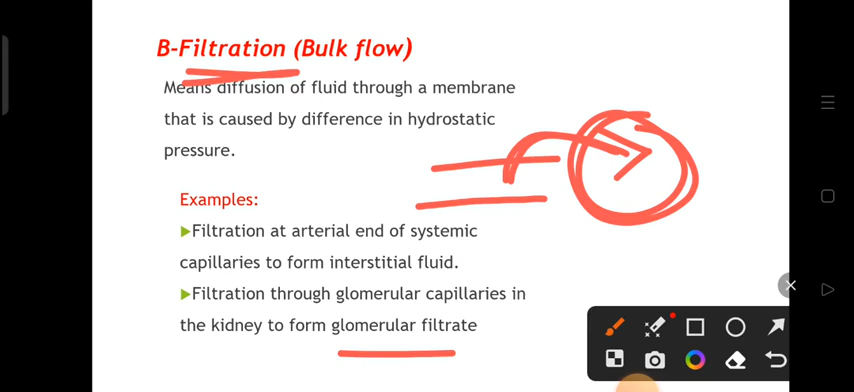 B-Filtration (Bulk flow)
Means diffusion of fluid through a membrane
that is caused by difference in hydrostatic
pressure.
Examples:
Filtration at arterial end of systemic
capillaries to form interstitial fluid.
Filtration through glomerular capillaries in
the kidney to form glomerular filtrate